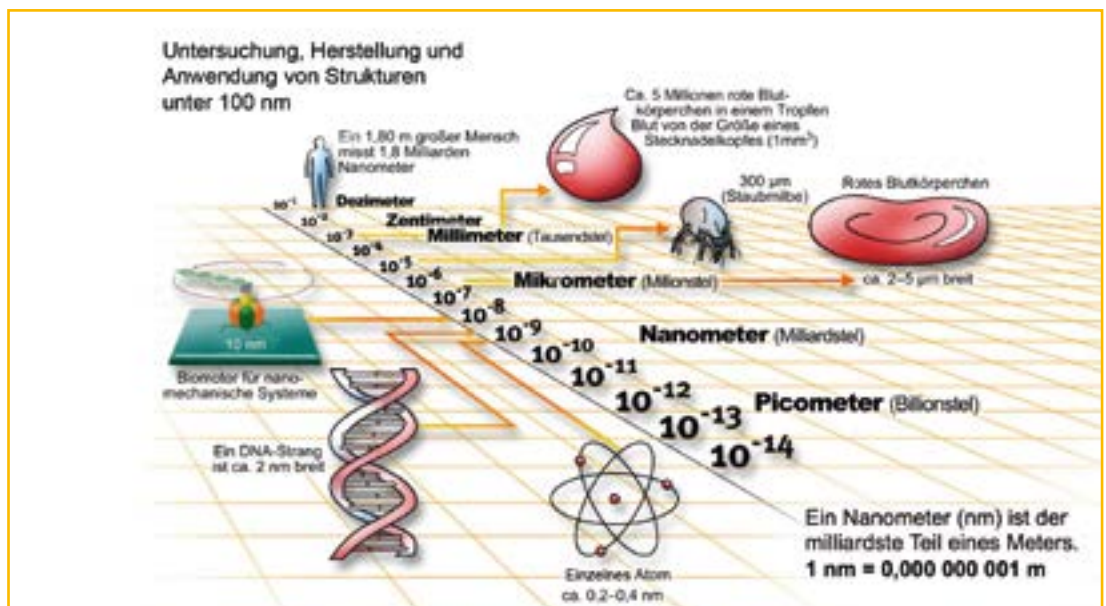 Untersuchung, Herstellung und
Anwendung von Strukturen
unter 100 nm
Ein 1,80 m großer Mensch
misst 1,8 Milliarden
Nanometer
Ca. 5 Millionen rote Blut-
körperchen in einem Tropfen
Blut von der Größe eines
Stecknadelkopfes (1mm³)
300 µm
(Staubmilbe)
Rotes Blutkörperchen
ca. 2–5 µm breit
10⁻¹ Dezimeter
10⁻² Zentimeter
10⁻³ Millimeter (Tausendstel)
10⁻⁴
10⁻⁵
10⁻⁶ Mikrometer (Millionstel)
10⁻⁷
10⁻⁸
10⁻⁹ Nanometer (Milliardstel)
10⁻¹⁰
10⁻¹¹
10⁻¹² Picometer (Billionstel)
10⁻¹³
10⁻¹⁴
10 nm
Biomotor für nano-
mechanische Systeme
Ein DNA-Strang
ist ca. 2 nm breit
Einzelnes Atom
ca. 0,2–0,4 nm
Ein Nanometer (nm) ist der
milliardste Teil eines Meters.
1 nm = 0,000 000 001 m